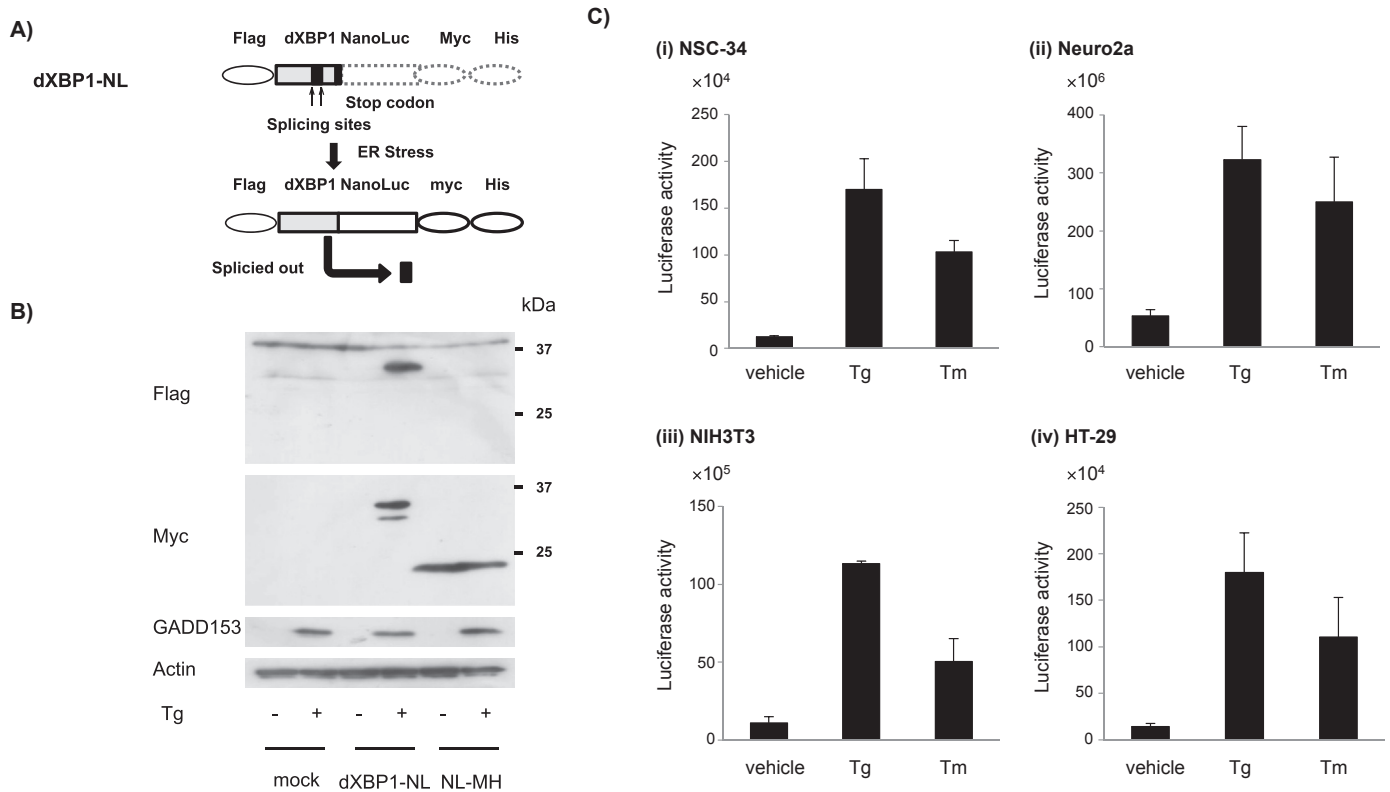 A)
dXBP1-NL
Flag dXBP1 NanoLuc Myc His
Stop codon
Splicing sites
ER Stress
Flag dXBP1 NanoLuc myc His
Splicied out
B)
kDa
Flag
37
25
Myc
37
25
GADD153
Actin
Tg - + - + - +
mock dXBP1-NL NL-MH
C)
(i) NSC-34
×10⁴
Luciferase activity
250
200
150
100
50
0
vehicle Tg Tm
(ii) Neuro2a
×10⁶
Luciferase activity
400
300
200
100
0
vehicle Tg Tm
(iii) NIH3T3
×10⁵
Luciferase activity
150
100
50
0
vehicle Tg Tm
(iv) HT-29
×10⁴
Luciferase activity
250
200
150
100
50
0
vehicle Tg Tm